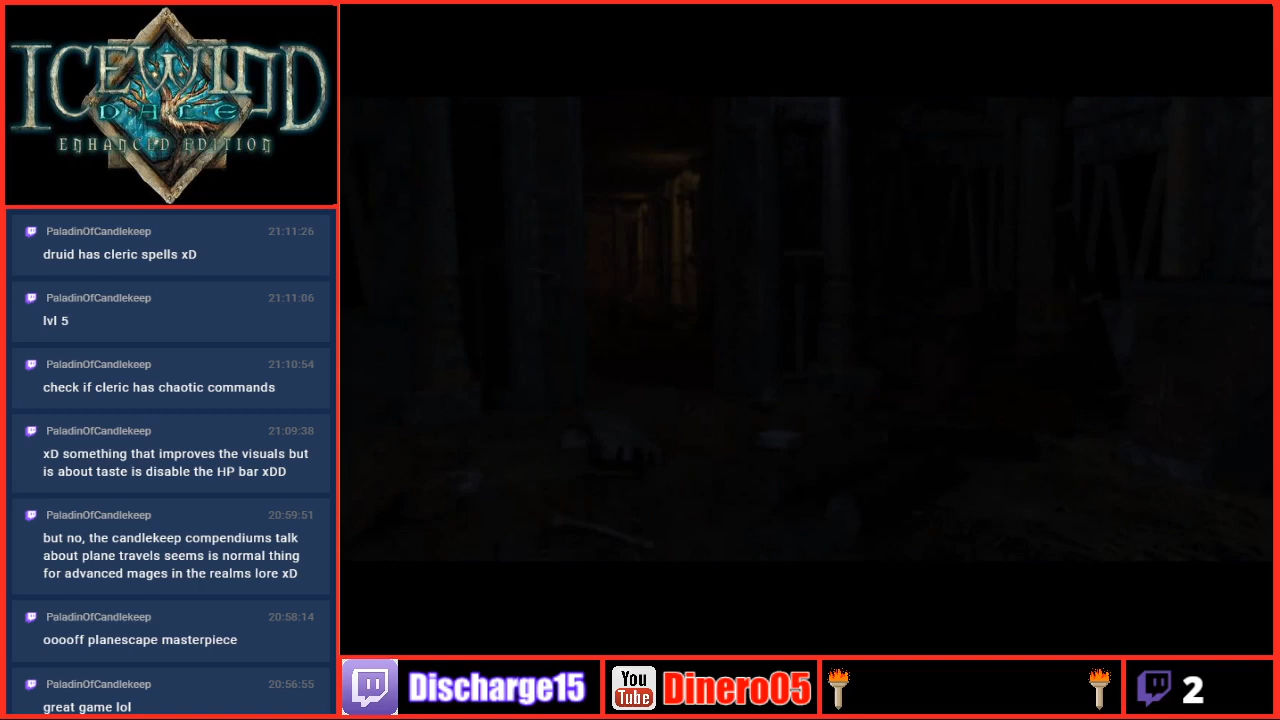 ICEWIND
DALE
ENHANCED EDITION
PaladinOfCandlekeep 21:11:26
druid has cleric spells xD
PaladinOfCandlekeep 21:11:06
lvl 5
PaladinOfCandlekeep 21:10:54
check if cleric has chaotic commands
PaladinOfCandlekeep 21:09:38
xD something that improves the visuals but
is about taste is disable the HP bar xDD
PaladinOfCandlekeep 20:59:51
but no, the candlekeep compendiums talk
about plane travels seems is normal thing
for advanced mages in the realms lore xD
PaladinOfCandlekeep 20:58:14
ooooff planescape masterpiece
PaladinOfCandlekeep 20:56:55
great game lol
Discharge15
You
Tube
Dinero05
2